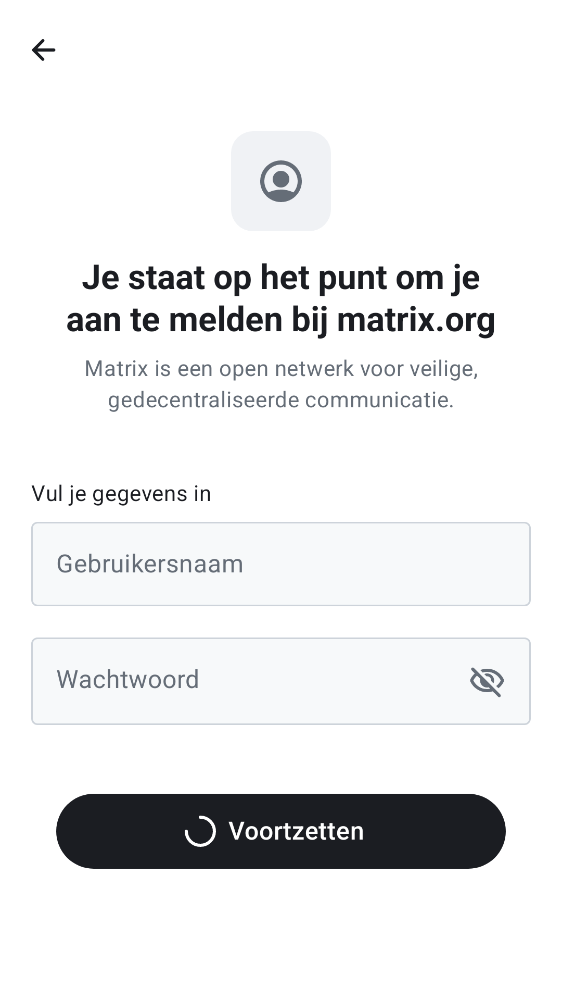 Je staat op het punt om je
aan te melden bij matrix.org
Matrix is een open netwerk voor veilige,
gedecentraliseerde communicatie.
Vul je gegevens in
Gebruikersnaam
Wachtwoord
Voortzetten